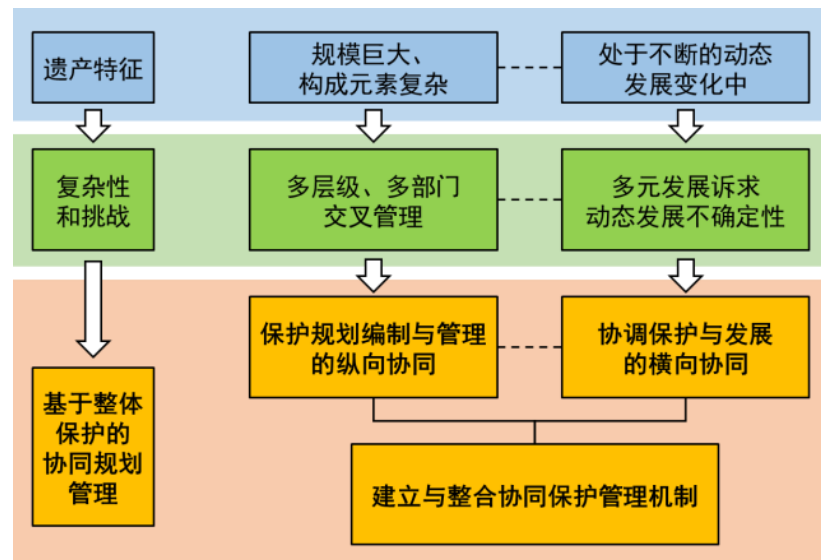 遗产特征
规模巨大、
构成元素复杂
处于不断的动态
发展变化中
复杂性
和挑战
多层级、多部门
交叉管理
多元发展诉求
动态发展不确定性
基于整体
保护的
协同规划
管理
保护规划编制与管理
的纵向协同
协调保护与发展
的横向协同
建立与整合协同保护管理机制